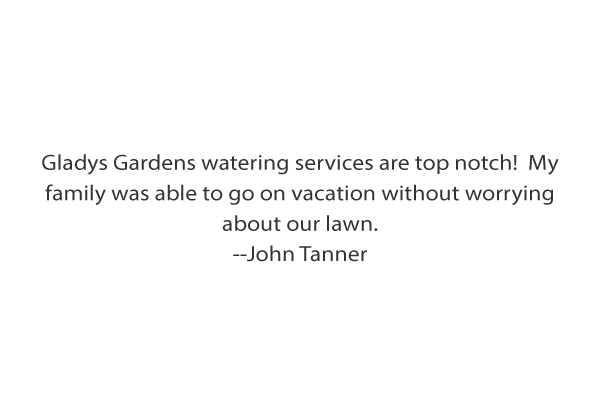 Gladys Gardens watering services are top notch!  My
family was able to go on vacation without worrying
about our lawn.
--John Tanner